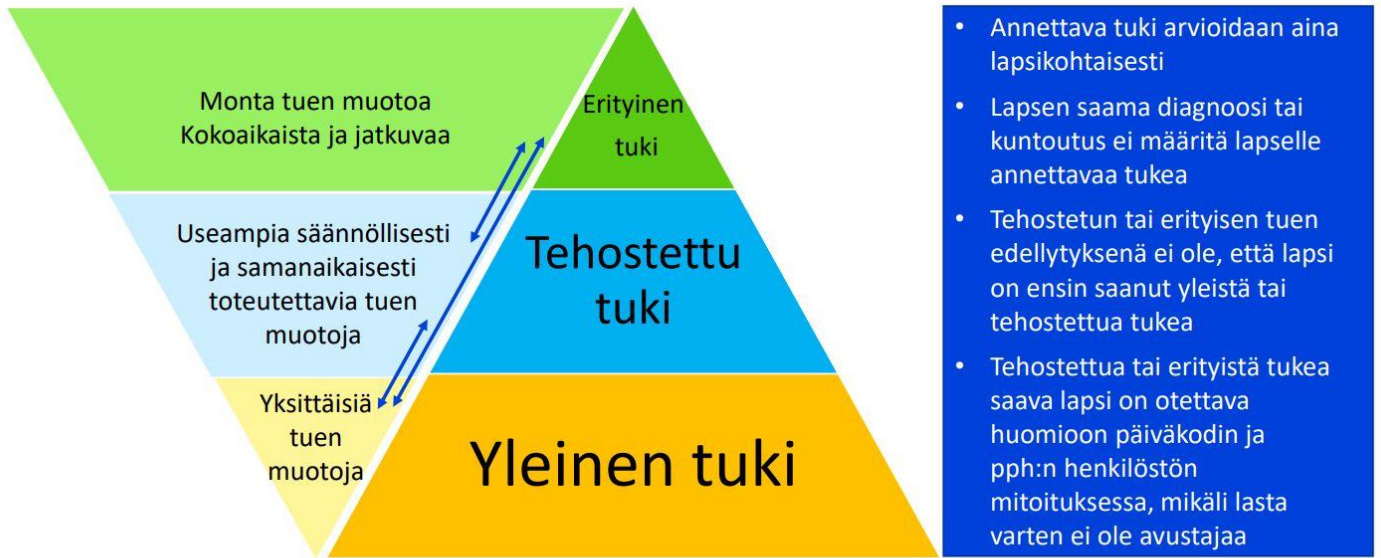 Monta tuen muotoa
Kokoaikaista ja jatkuvaa
Useampia säännöllisesti
ja samanaikaisesti
toteutettavia tuen
muotoja
Yksittäisiä
tuen
muotoja
Erityinen
tuki
Tehostettu
tuki
Yleinen tuki
• Annettava tuki arvioidaan aina
lapsikohtaisesti
• Lapsen saama diagnoosi tai
kuntoutus ei määritä lapselle
annettavaa tukea
• Tehostetun tai erityisen tuen
edellytyksenä ei ole, että lapsi
on ensin saanut yleistä tai
tehostettua tukea
• Tehostettua tai erityistä tukea
saava lapsi on otettava
huomioon päiväkodin ja
pph:n henkilöstön
mitoituksessa, mikäli lasta
varten ei ole avustajaa